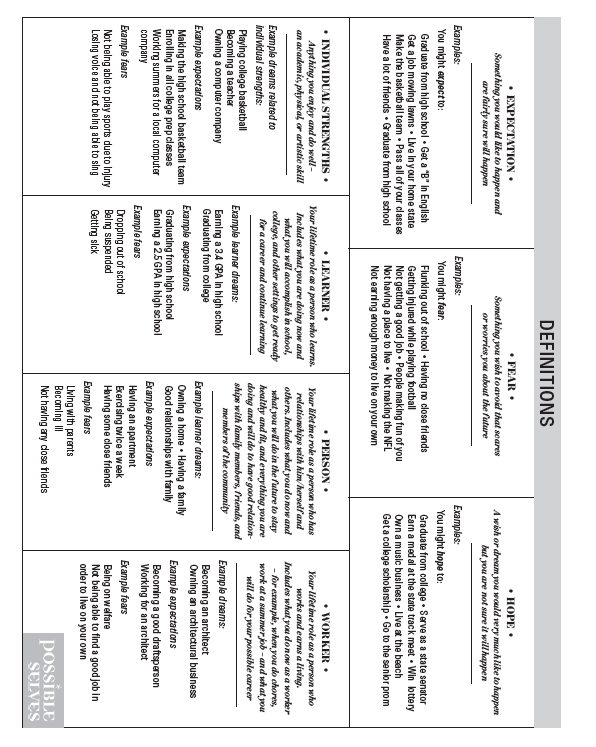 DEFINITIONS
• EXPECTATION •
Something you would like to happen and
are fairly sure will happen
Examples:
You might expect to:
Graduate from high school • Get a "B" in English
Get a job mowing lawns • Live in your home state
Make the basketball team • Pass all of your classes
Have a lot of friends • Graduate from high school
• FEAR •
Something you wish to avoid that scares
or worries you about the future
Examples:
You might fear:
Flunking out of school • Having no close friends
Getting injured while playing football
Not getting a good job • People making fun of you
Not having a place to live • Not making the NFL
Not earning enough money to live on your own
• HOPE •
A wish or dream you would very much like to happen
but you are not sure it will happen
Examples:
You might hope to:
Graduate from college • Serve as a state senator
Earn a medal at the state track meet • Win lottery
Own a music business • Live at the beach
Get a college scholarship • Go to the senior prom
• INDIVIDUAL STRENGTHS •
Anything you enjoy and do well –
an academic, physical, or artistic skill
Example dreams related to
individual strengths:
Playing college basketball
Becoming a teacher
Owning a computer company
Example expectations
Making the high school basketball team
Enrolling in all college prep classes
Working summers for a local computer
company
Example fears
Not being able to play sports due to injury
Losing voice and not being able to sing
• LEARNER •
Your lifetime role as a person who learns.
Includes what you are doing now and
what you will accomplish in school,
college, and other settings to get ready
for a career and continue learning
Example learner dreams:
Earning a 3.4 GPA in high school
Graduating from college
Example expectations
Graduating from high school
Earning a 2.5 GPA in high school
Example fears
Dropping out of school
Being suspended
Getting sick
• PERSON •
Your lifetime role as a person who has
relationships with him/herself and
others. Includes what you do now and
what you will do in the future to stay
healthy and fit, and everything you are
doing and will do to have good relation-
ships with family members, friends, and
members of the community
Example learner dreams:
Owning a home • Having a family
Good relationships with family
Example expectations
Having an apartment
Exercising twice a week
Having some close friends
Example fears
Living with parents
Becoming ill
Not having any close friends
• WORKER •
Your lifetime role as a person who
works and earns a living.
Includes what you do now as a worker
– for example, when you do chores,
work at a summer job – and what you
will do for your possible career
Example dreams:
Becoming an architect
Owning an architectural business
Example expectations
Becoming a good draftsperson
Working for an architect
Example fears
Being on welfare
Not being able to find a good job in
order to live on your own
POSSIBLE
SELVES